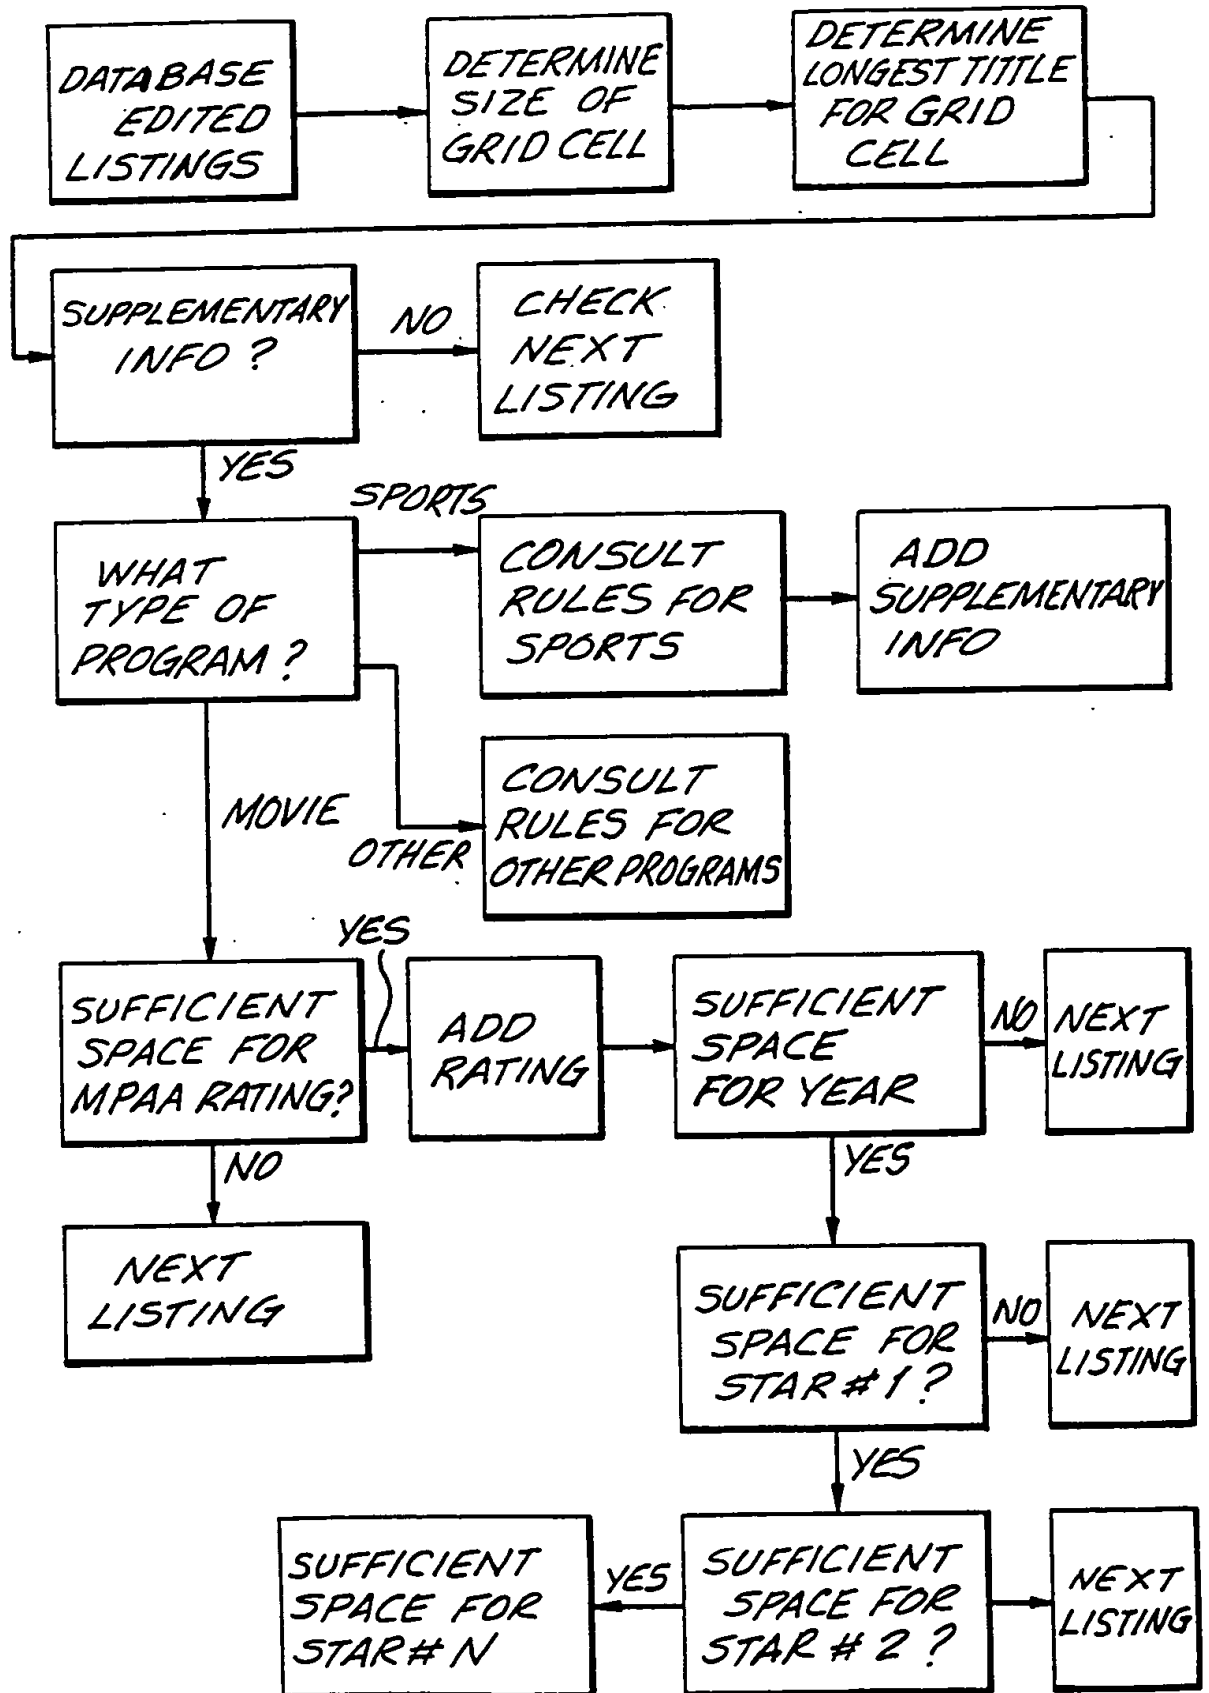 DATABASE
EDITED
LISTINGS
DETERMINE
SIZE OF
GRID CELL
DETERMINE
LONGEST TITTLE
FOR GRID
CELL
SUPPLEMENTARY
INFO ?
NO
CHECK
NEXT
LISTING
YES
WHAT
TYPE OF
PROGRAM ?
SPORTS
CONSULT
RULES FOR
SPORTS
ADD
SUPPLEMENTARY
INFO
MOVIE
OTHER
CONSULT
RULES FOR
OTHER PROGRAMS
SUFFICIENT
SPACE FOR
MPAA RATING?
YES
ADD
RATING
SUFFICIENT
SPACE
FOR YEAR
NO
NEXT
LISTING
NO
NEXT
LISTING
YES
SUFFICIENT
SPACE FOR
STAR # 1 ?
NO
NEXT
LISTING
YES
SUFFICIENT
SPACE FOR
STAR # 2 ?
NEXT
LISTING
YES
SUFFICIENT
SPACE FOR
STAR # N